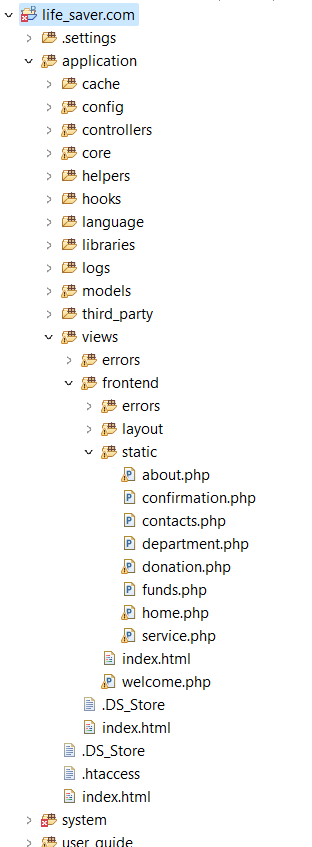 life_saver.com
.settings
application
cache
config
controllers
core
helpers
hooks
language
libraries
logs
models
third_party
views
errors
frontend
errors
layout
static
about.php
confirmation.php
contacts.php
department.php
donation.php
funds.php
home.php
service.php
index.html
welcome.php
.DS_Store
index.html
.DS_Store
.htaccess
index.html
system
user_guide